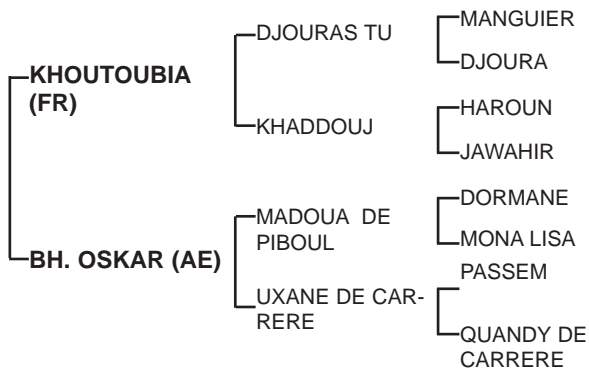 KHOUTOUBIA
(FR)
DJOURAS TU
MANGUIER
DJOURA
KHADDOUJ
HAROUN
JAWAHIR
BH. OSKAR (AE)
MADOUA DE
PIBOUL
DORMANE
MONA LISA
UXANE DE CAR-
RERE
PASSEM
QUANDY DE
CARRERE